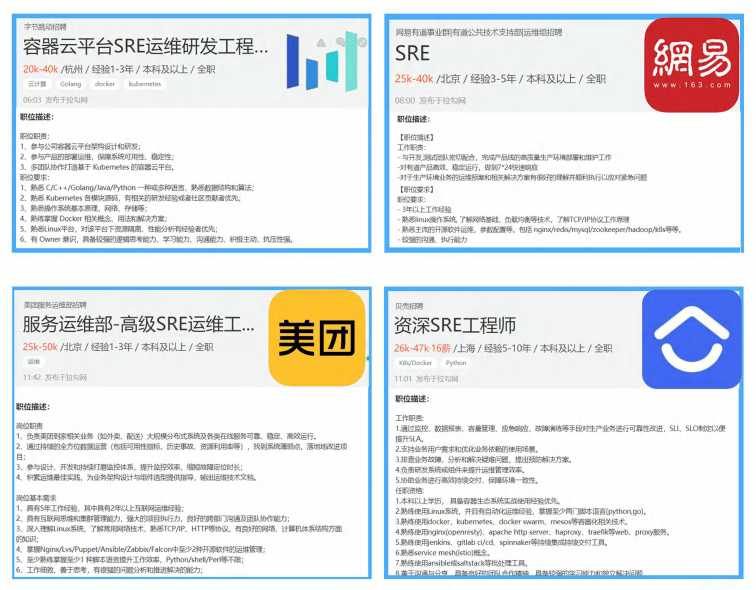 字节跳动招聘
容器云平台SRE运维研发工程...
20k-40k /杭州 / 经验1-3年 / 本科及以上 / 全职
云计算 Golang docker kubernetes
06:03 发布于拉勾网
职位描述:
职位职责:
1、参与公司容器云平台架构设计和研发;
2、参与产品的部署运维,保障系统可用性、稳定性;
3、多团队协作打造基于 Kubernetes 的容器云平台。
职位要求:
1、熟悉 C/C++/Golang/Java/Python 一种或多种语言,熟悉数据结构和算法;
2、熟悉 Kubernetes 各模块源码,有相关的研发经验或者社区贡献者优先;
3、熟悉操作系统基本原理、网络、存储等;
4、熟练掌握 Docker 相关概念、用法和解决方案;
5、熟悉Linux平台,对该平台下资源隔离、性能分析有经验者优先;
6、有 Owner 意识,具备较强的逻辑思考能力、学习能力、沟通能力,积极主动,抗压性强。
网易有道事业群|有道公共技术支持部|运维组招聘
SRE
25k-40k /北京 / 经验3-5年 / 本科及以上 / 全职
08:00 发布于拉勾网
網易
www.163.com
职位描述:
【职位描述】
工作职责:
- 与开发,测试团队密切配合,完成产品线的高质量生产环境部署和维护工作
-对有道产品高效、稳定运行,做到7*24快速响应
-对于生产环境业务的运维预案和相关解决方案有很好的理解并顺利执行以应对紧急问题
【职位要求】
职位要求:
- 3年以上工作经验
- 熟悉linux操作系统, 了解网络基础、负载均衡等技术,了解TCP/IP协议工作原理
- 熟悉主流的开源软件运维、参数配置等,包括 nginx/redis/mysql/zookeeper/hadoop/k8s等等。
- 较强的沟通、执行能力
美团服务运维部招聘
服务运维部-高级SRE运维工...
25k-50k /北京 / 经验1-3年 / 本科及以上 / 全职
运维
11:42 发布于拉勾网
美团
职位描述:
岗位职责
1、负责美团到家相关业务(如外卖、配送)大规模分布式系统及各类在线服务可靠、稳定、高效运行。
2、通过持续的全方位数据运营(包括可用性指标、历史事故、资源利用率等),找到系统薄弱点,落地地改进项
目;
3、参与设计、开发和持续打磨监控体系,提升监控效率,缩短故障定位时长;
4、积累运维最佳实践,为业务架构设计与组件选型提供指导,输出运维技术文档。
岗位基本需求
1、具有5年工作经验,其中具有2年以上互联网运维经验;
2、具有互联网思维和集群管理能力,强大的项目执行力,良好的跨部门沟通及团队协作能力;
3、深入理解Linux系统,了解常用网络技术,熟悉TCP/IP、HTTP等协议,有良好的网络、计算机体系结构方面
的知识;
4、掌握Nginx/Lvs/Puppet/Ansible/Zabbix/Falcon中至少2种开源软件的运维管理;
5、至少熟练掌握至少1 种脚本语言提升工作效率,Python/shell/Perl等不限;
6、工作细致、善于思考,有很强的问题分析和推进解决的能力;
贝壳招聘
资深SRE工程师
26k-47k·16薪 /上海 / 经验5-10年 / 本科及以上 / 全职
K8s/Docker Python
11:01 发布于拉勾网
职位描述:
工作职责:
1.通过监控、数据报表、容量管理、应急响应、故障演练等手段对生产业务进行可靠性改进,SLI、SLO制定以便
提升SLA。
2.支持业务用户需求和优化业务依赖的使用场景。
3.排查业务故障,分析和解决疑难问题,提出预防解决方案。
4.负责研发系统或组件来提升运维管理效率。
5.协助业务进行高效持续交付、保障环境一致性。
任职资格:
1.本科以上学历, 具备容器生态系统实战使用经验优先。
2.熟练使用Linux系统,并且有自动化运维经验,掌握至少两门脚本语言(python,go)。
3.熟练使用docker、kubernetes、docker swarm、mesos等容器化相关技术。
4.熟练使用nginx(openresty)、apache http server、haproxy、traefik等web、proxy服务。
5.熟练使用jenkins、gitlab ci/cd、spinnaker等持续集成持续交付工具。
6.熟悉service mesh(istio)概念。
7.熟练使用ansible或saltstack等批处理工具。
8.善于沟通与分享,具备良好的团队合作精神,具备较强的学习能力和独立解决问题